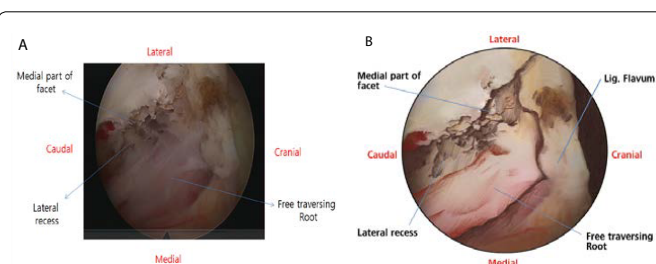 A
Lateral
Medial part of
facet
Caudal
Cranial
Lateral
recess
Free traversing
Root
Medial
B
Lateral
Medial part of
facet
Lig. Flavum
Caudal
Cranial
Lateral recess
Free traversing
Root
Medial